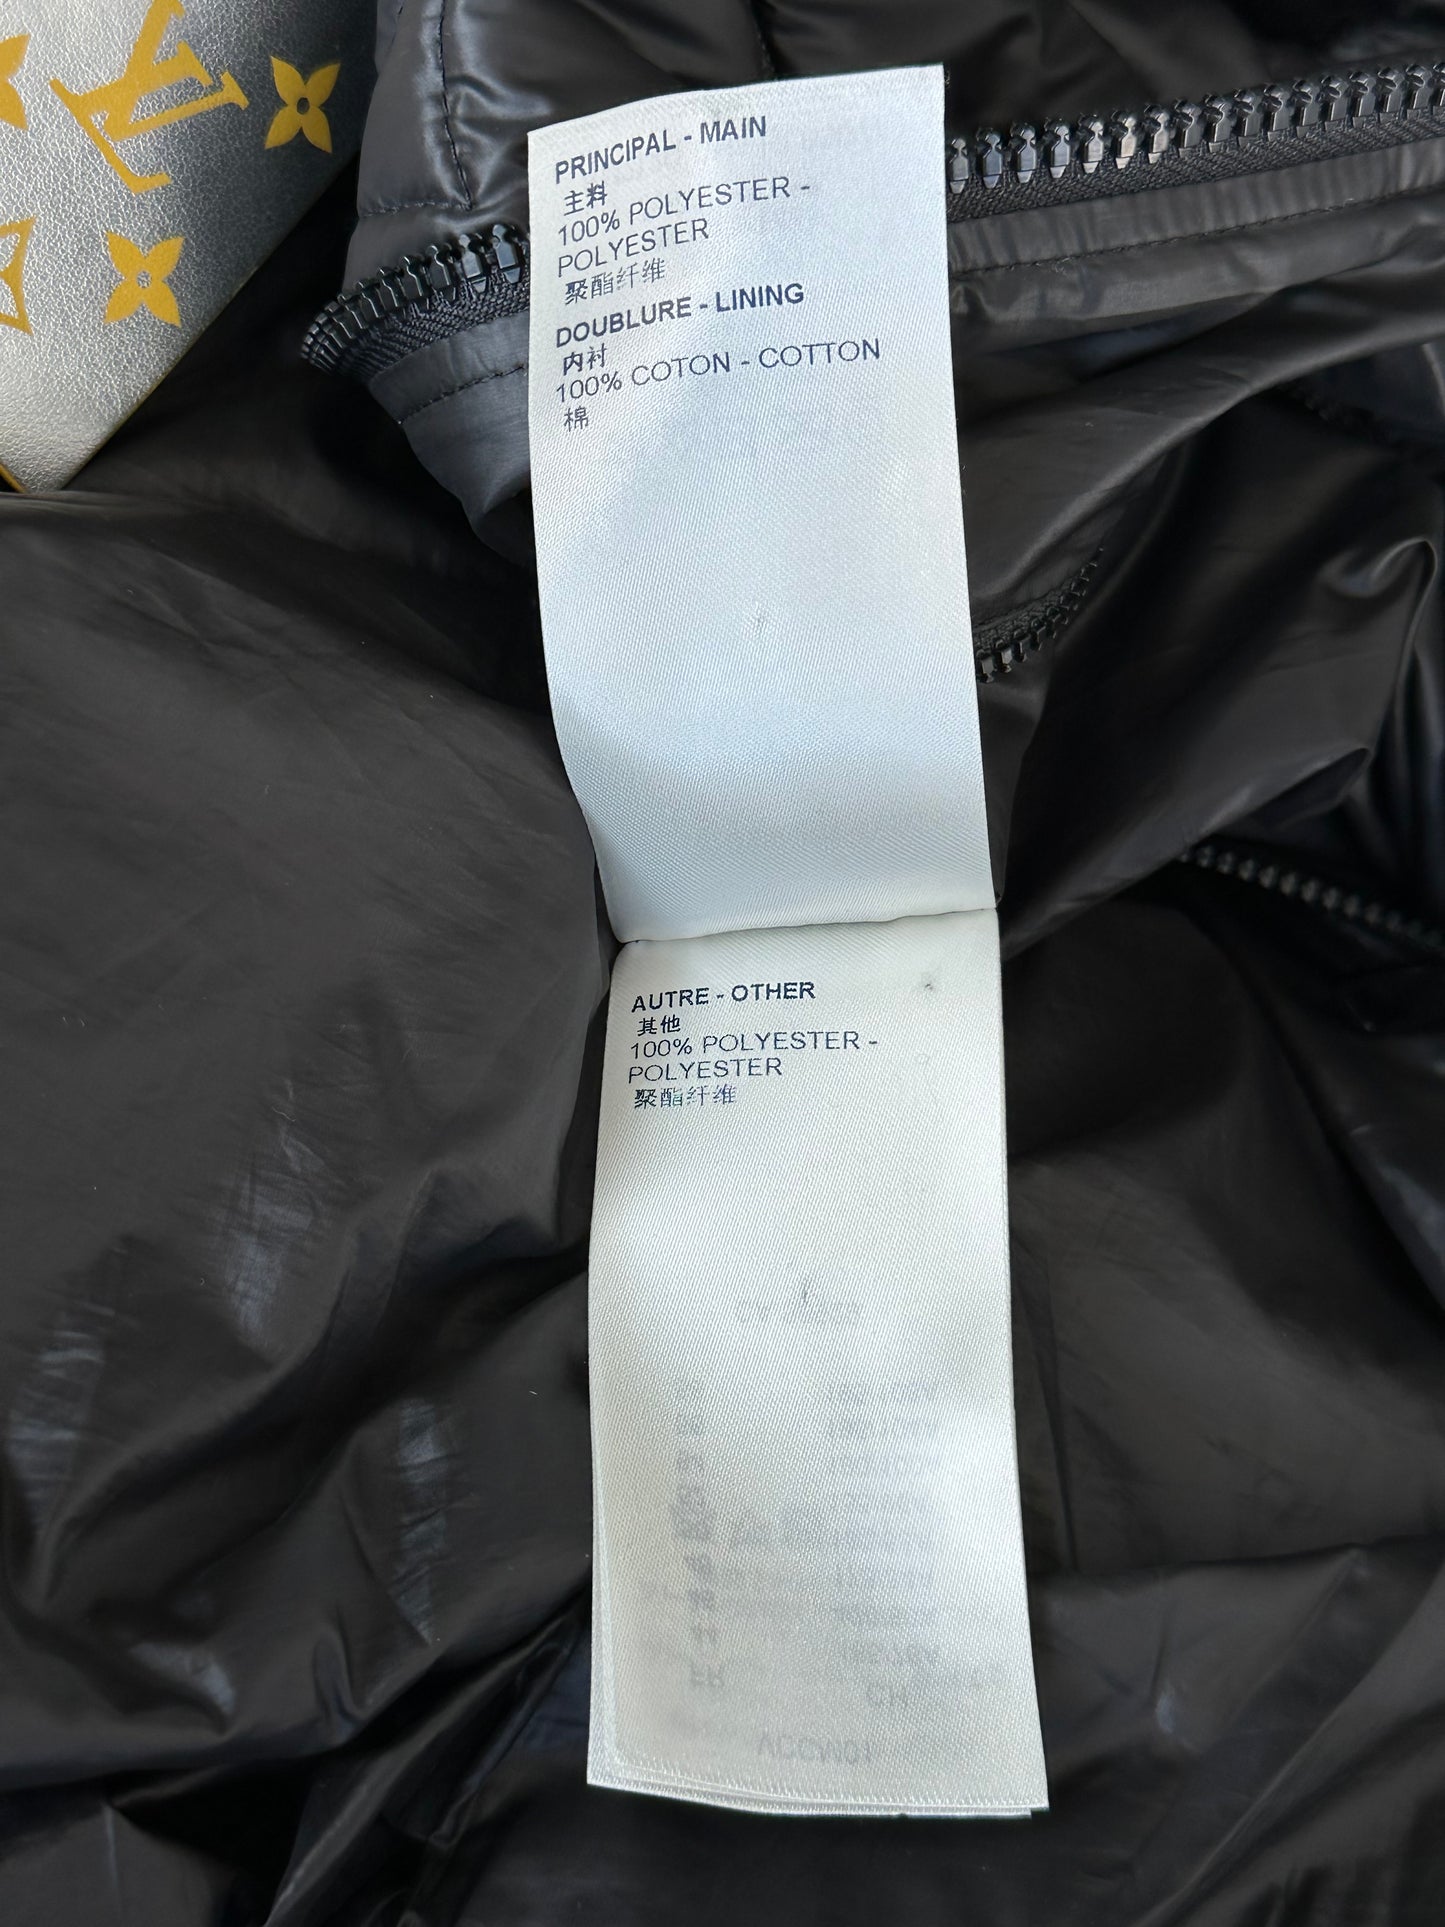 PRINCIPAL - MAIN
主料
100% POLYESTER -
POLYESTER
聚酯纤维
DOUBLURE - LINING
内衬
100% COTON - COTTON
棉
AUTRE - OTHER
其他
100% POLYESTER -
POLYESTER
聚酯纤维